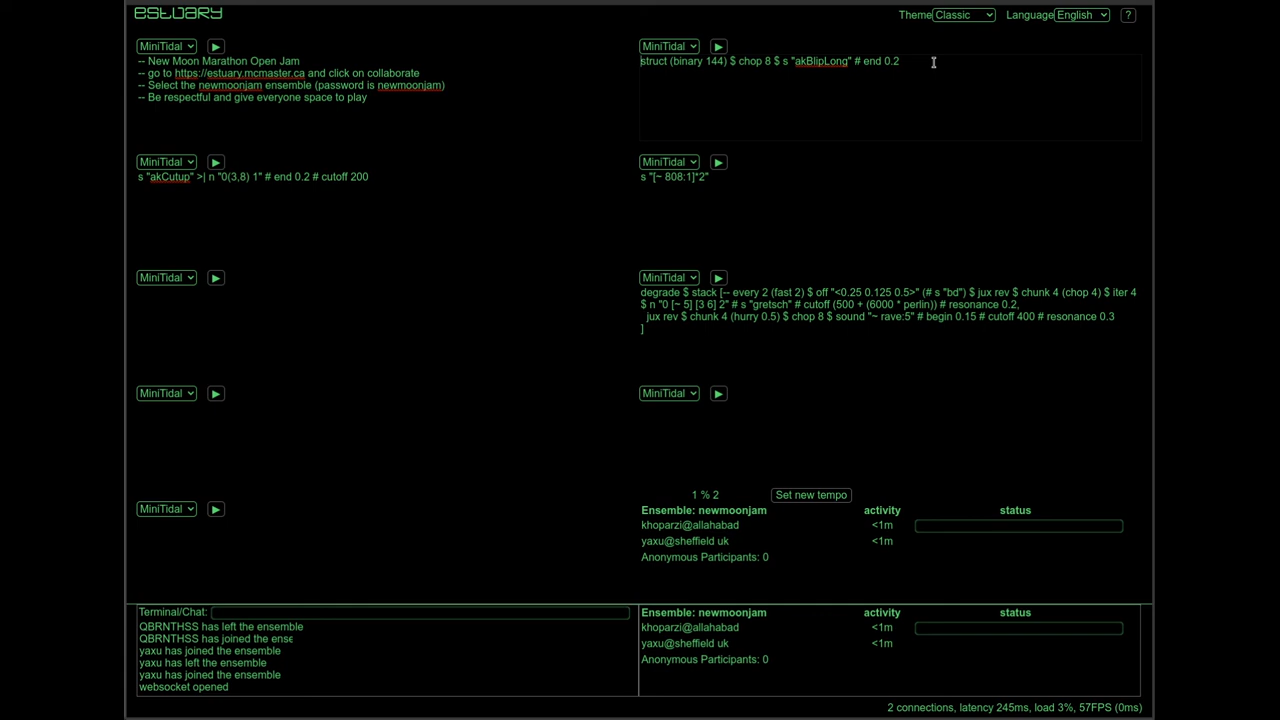 estuary
Theme Classic Language English ?
MiniTidal ▶
-- New Moon Marathon Open Jam
-- go to https://estuary.mcmaster.ca and click on collaborate
-- Select the newmoonjam ensemble (password is newmoonjam)
-- Be respectful and give everyone space to play
MiniTidal ▶
struct (binary 144) $ chop 8 $ s "akBlipLong" # end 0.2
MiniTidal ▶
s "akCutup" >| n "0(3,8) 1" # end 0.2 # cutoff 200
MiniTidal ▶
s "[~ 808:1]*2"
MiniTidal ▶
MiniTidal ▶
degrade $ stack [-- every 2 (fast 2) $ off "<0.25 0.125 0.5>" (# s "bd") $ jux rev $ chunk 4 (chop 4) $ iter 4
$ n "0 [~ 5] [3 6] 2" # s "gretsch" # cutoff (500 + (6000 * perlin)) # resonance 0.2,
jux rev $ chunk 4 (hurry 0.5) $ chop 8 $ sound "~ rave:5" # begin 0.15 # cutoff 400 # resonance 0.3
]
MiniTidal ▶
MiniTidal ▶
MiniTidal ▶
1 % 2 Set new tempo
Ensemble: newmoonjam activity status
khoparzi@allahabad <1m
yaxu@sheffield uk <1m
Anonymous Participants: 0
Terminal/Chat:
QBRNTHSS has left the ensemble
QBRNTHSS has joined the ense
yaxu has joined the ensemble
yaxu has left the ensemble
yaxu has joined the ensemble
websocket opened
Ensemble: newmoonjam activity status
khoparzi@allahabad <1m
yaxu@sheffield uk <1m
Anonymous Participants: 0
2 connections, latency 245ms, load 3%, 57FPS (0ms)